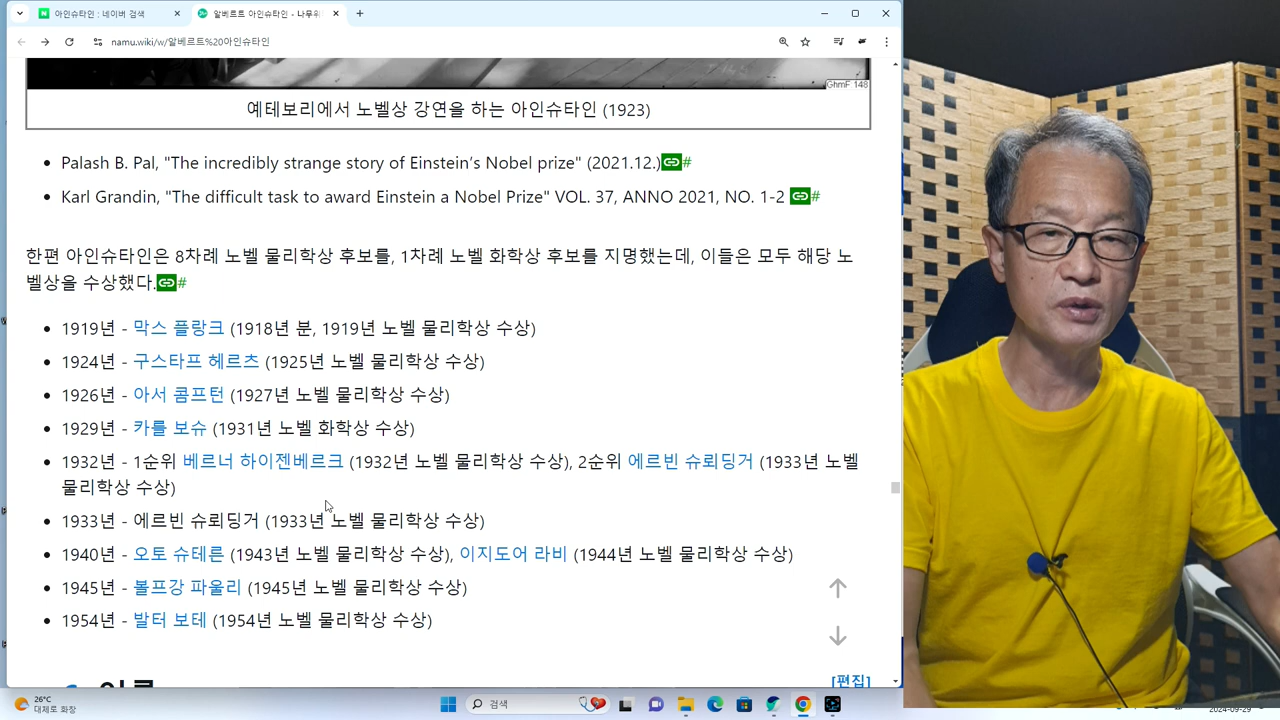 아인슈타인 : 네이버 검색
알베르트 아인슈타인 - 나무위
namu.wiki/w/알베르트%20아인슈타인
GhmF: 148
예테보리에서 노벨상 강연을 하는 아인슈타인 (1923)
Palash B. Pal, "The incredibly strange story of Einstein’s Nobel prize" (2021.12.)#
Karl Grandin, "The difficult task to award Einstein a Nobel Prize" VOL. 37, ANNO 2021, NO. 1-2 #
한편 아인슈타인은 8차례 노벨 물리학상 후보를, 1차례 노벨 화학상 후보를 지명했는데, 이들은 모두 해당 노
벨상을 수상했다.#
1919년 - 막스 플랑크 (1918년 분, 1919년 노벨 물리학상 수상)
1924년 - 구스타프 헤르츠 (1925년 노벨 물리학상 수상)
1926년 - 아서 콤프턴 (1927년 노벨 물리학상 수상)
1929년 - 카를 보슈 (1931년 노벨 화학상 수상)
1932년 - 1순위 베르너 하이젠베르크 (1932년 노벨 물리학상 수상), 2순위 에르빈 슈뢰딩거 (1933년 노벨
물리학상 수상)
1933년 - 에르빈 슈뢰딩거 (1933년 노벨 물리학상 수상)
1940년 - 오토 슈테른 (1943년 노벨 물리학상 수상), 이지도어 라비 (1944년 노벨 물리학상 수상)
1945년 - 볼프강 파울리 (1945년 노벨 물리학상 수상)
1954년 - 발터 보테 (1954년 노벨 물리학상 수상)
[편집]
26°C
대체로 화창
검색
2024-09-29